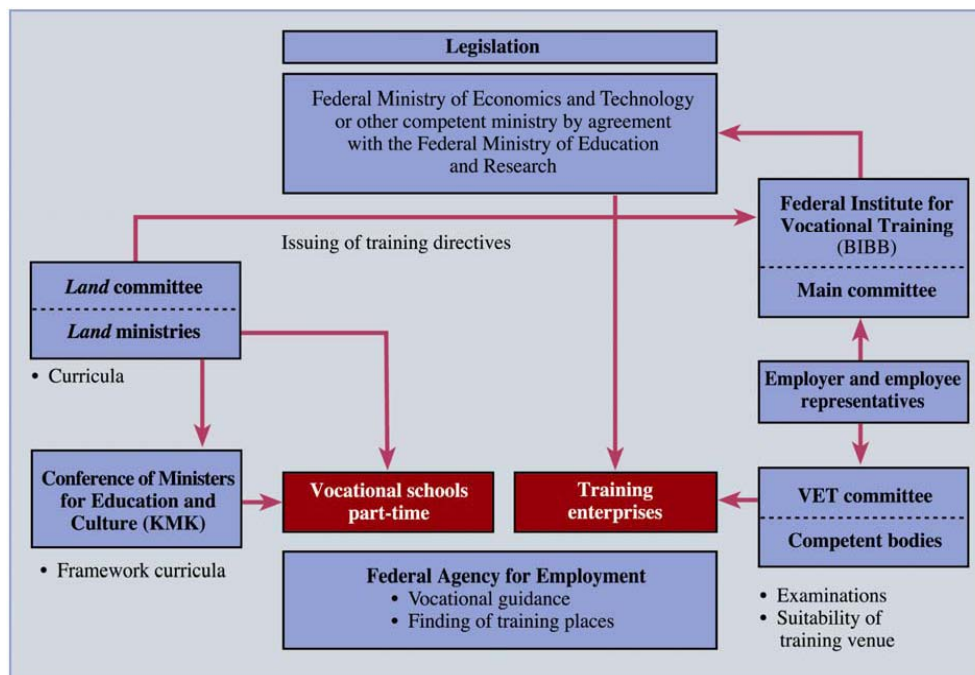 Legislation
Federal Ministry of Economics and Technology
or other competent ministry by agreement
with the Federal Ministry of Education
and Research
Federal Institute for
Vocational Training
(BIBB)
Main committee
Issuing of training directives
Land committee
Land ministries
• Curricula
Employer and employee
representatives
Conference of Ministers
for Education and
Culture (KMK)
• Framework curricula
Vocational schools
part-time
Training
enterprises
VET committee
Competent bodies
• Examinations
• Suitability of
training venue
Federal Agency for Employment
• Vocational guidance
• Finding of training places